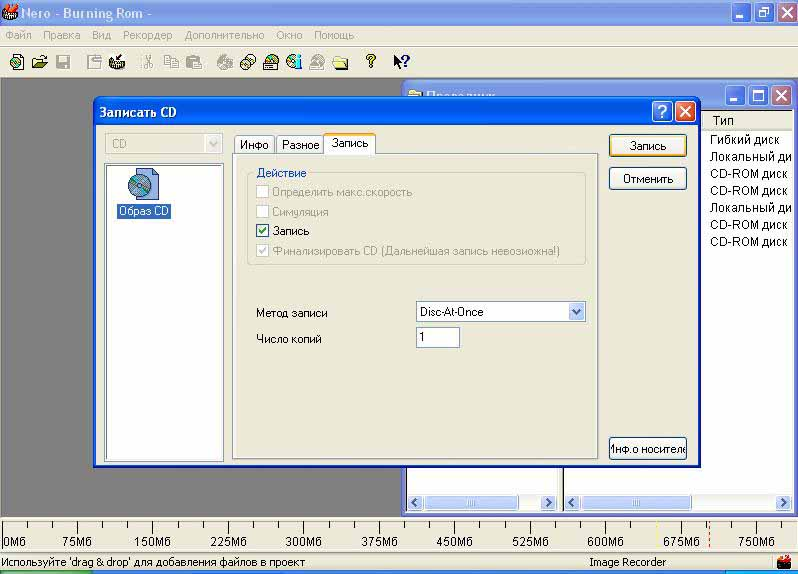 Nero - Burning Rom -
Файл Правка Вид Рекордер Дополнительно Окно Помощь
Проводник
Записать CD
CD
Образ CD
Инфо Разное Запись
Действие
Определить макс.скорость
Симуляция
Запись
Финализировать CD (Дальнейшая запись невозиожна!)
Метод записи Disc-At-Once
Число копий 1
Запись
Отменить
Инф.о носителе
Тип
Гибкий диск
Локальный ди
CD-ROM диск
CD-ROM диск
Локальный ди
CD-ROM диск
CD-ROM диск
0Мб 75Мб 150Мб 225Мб 300Мб 375Мб 450Мб 525Мб 600Мб 675Мб 750Мб
Используйте 'drag & drop' для добавления файлов в проект Image Recorder